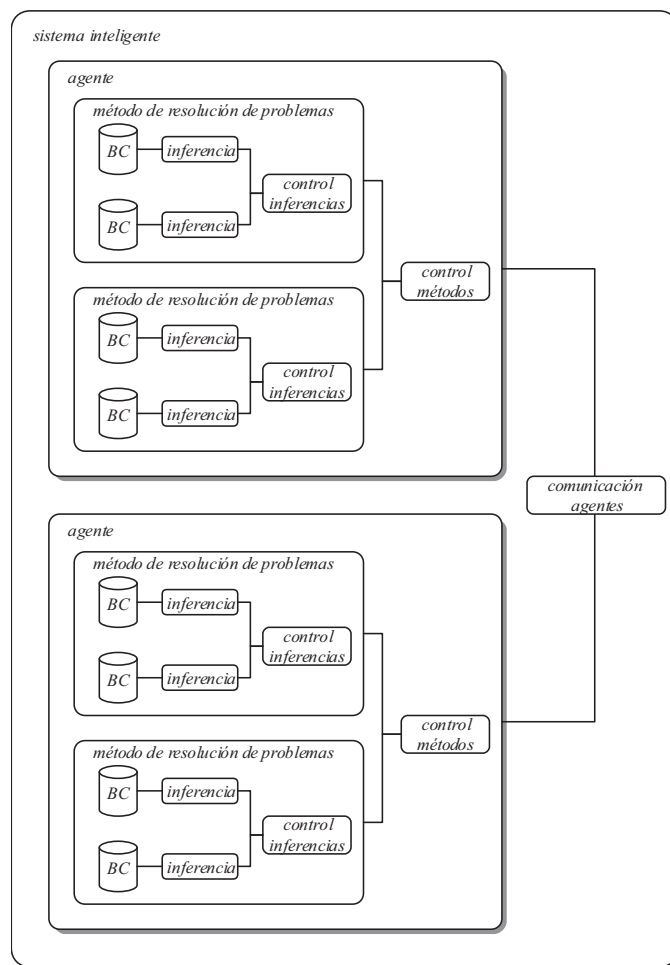 sistema inteligente
agente
método de resolución de problemas
BC
inferencia
control
inferencias
BC
inferencia
control
métodos
método de resolución de problemas
BC
inferencia
control
inferencias
BC
inferencia
comunicación
agentes
agente
método de resolución de problemas
BC
inferencia
control
inferencias
BC
inferencia
control
métodos
método de resolución de problemas
BC
inferencia
control
inferencias
BC
inferencia